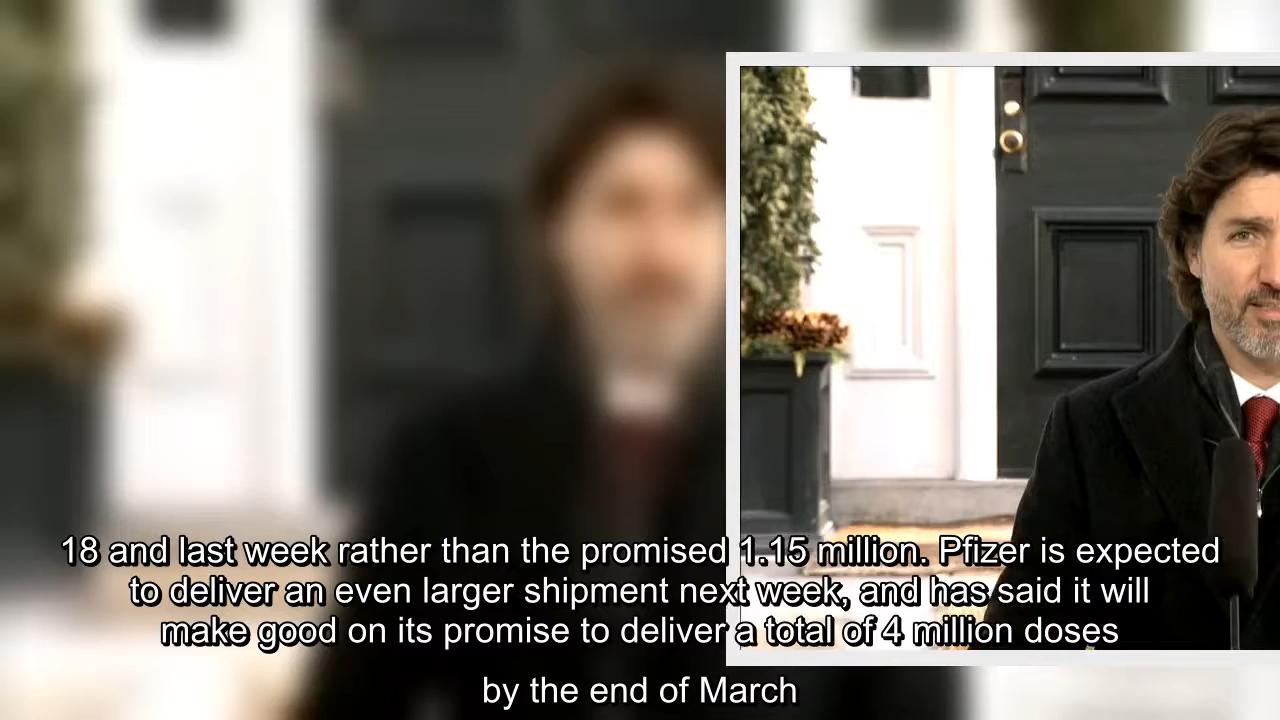 18 and last week rather than the promised 1.15 million. Pfizer is expected
to deliver an even larger shipment next week, and has said it will
make good on its promise to deliver a total of 4 million doses
by the end of March